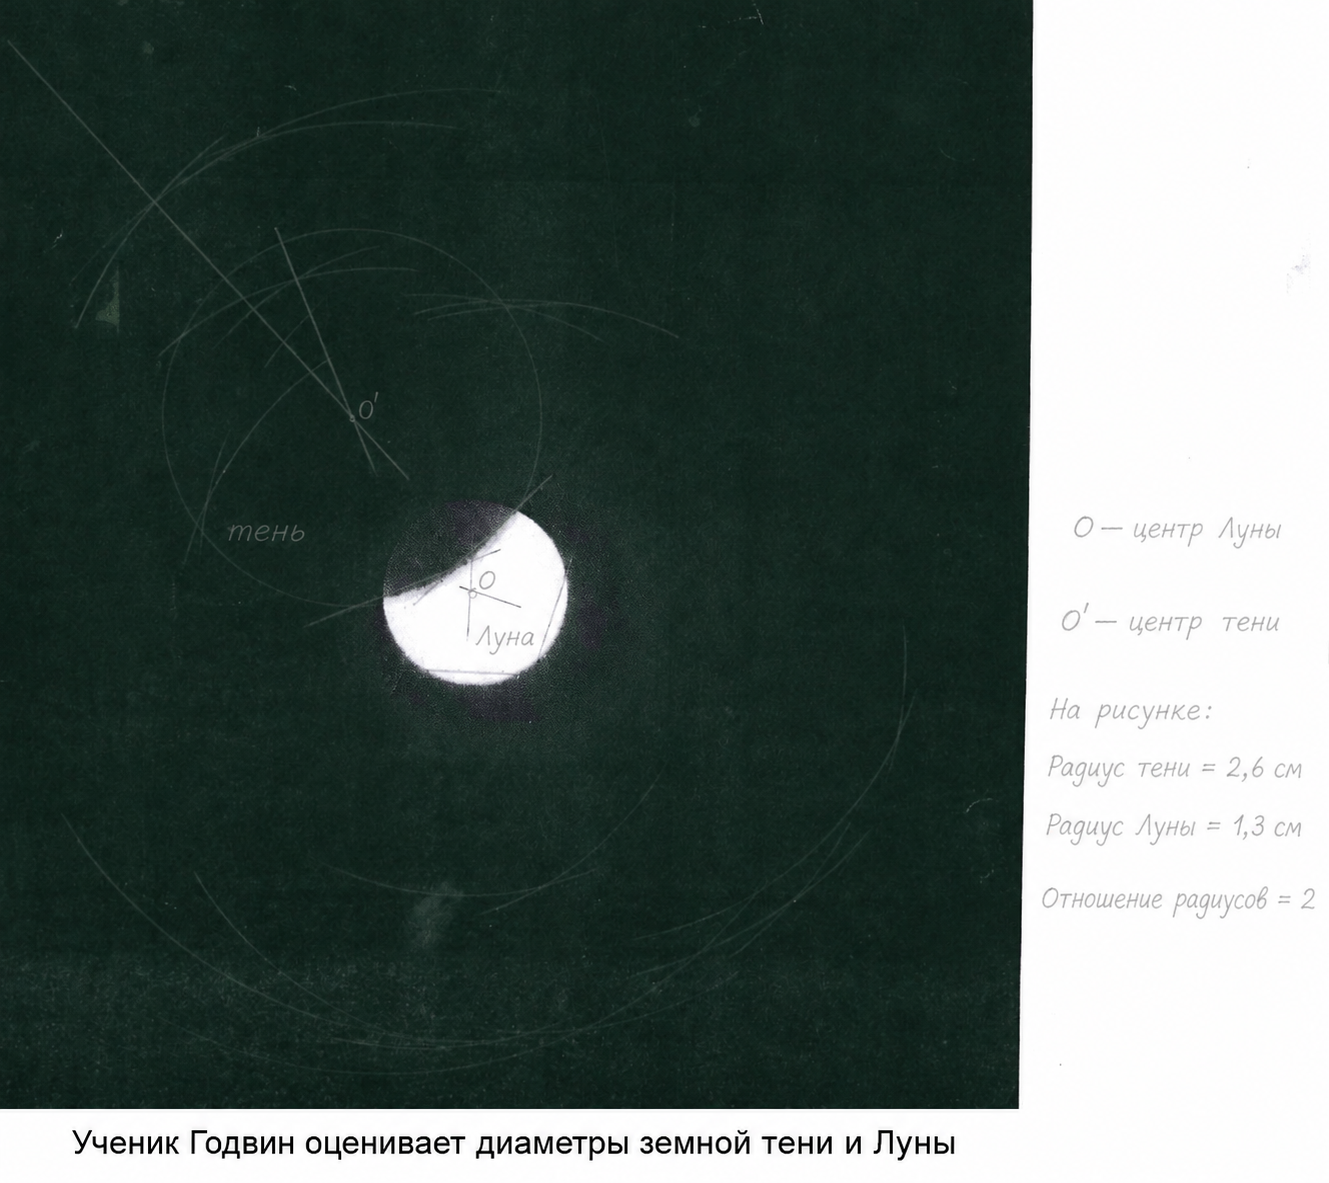 O'
тень
O
Луна
O — центр Луны
O' — центр тени
На рисунке:
Радиус тени = 2,6 см
Радиус Луны = 1,3 см
Отношение радиусов = 2
Ученик Годвин оценивает диаметры земной тени и Луны